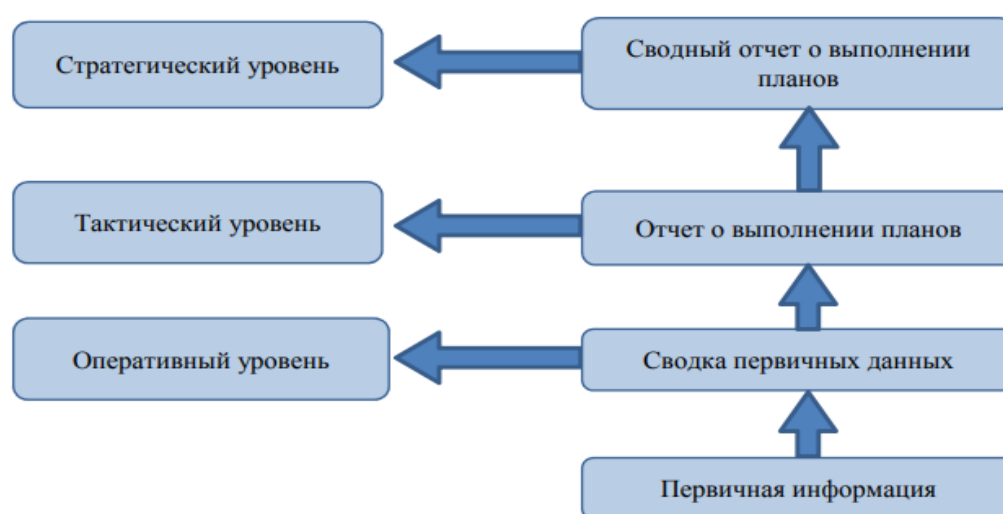 Стратегический уровень
Сводный отчет о выполнении
планов
Тактический уровень
Отчет о выполнении планов
Оперативный уровень
Сводка первичных данных
Первичная информация